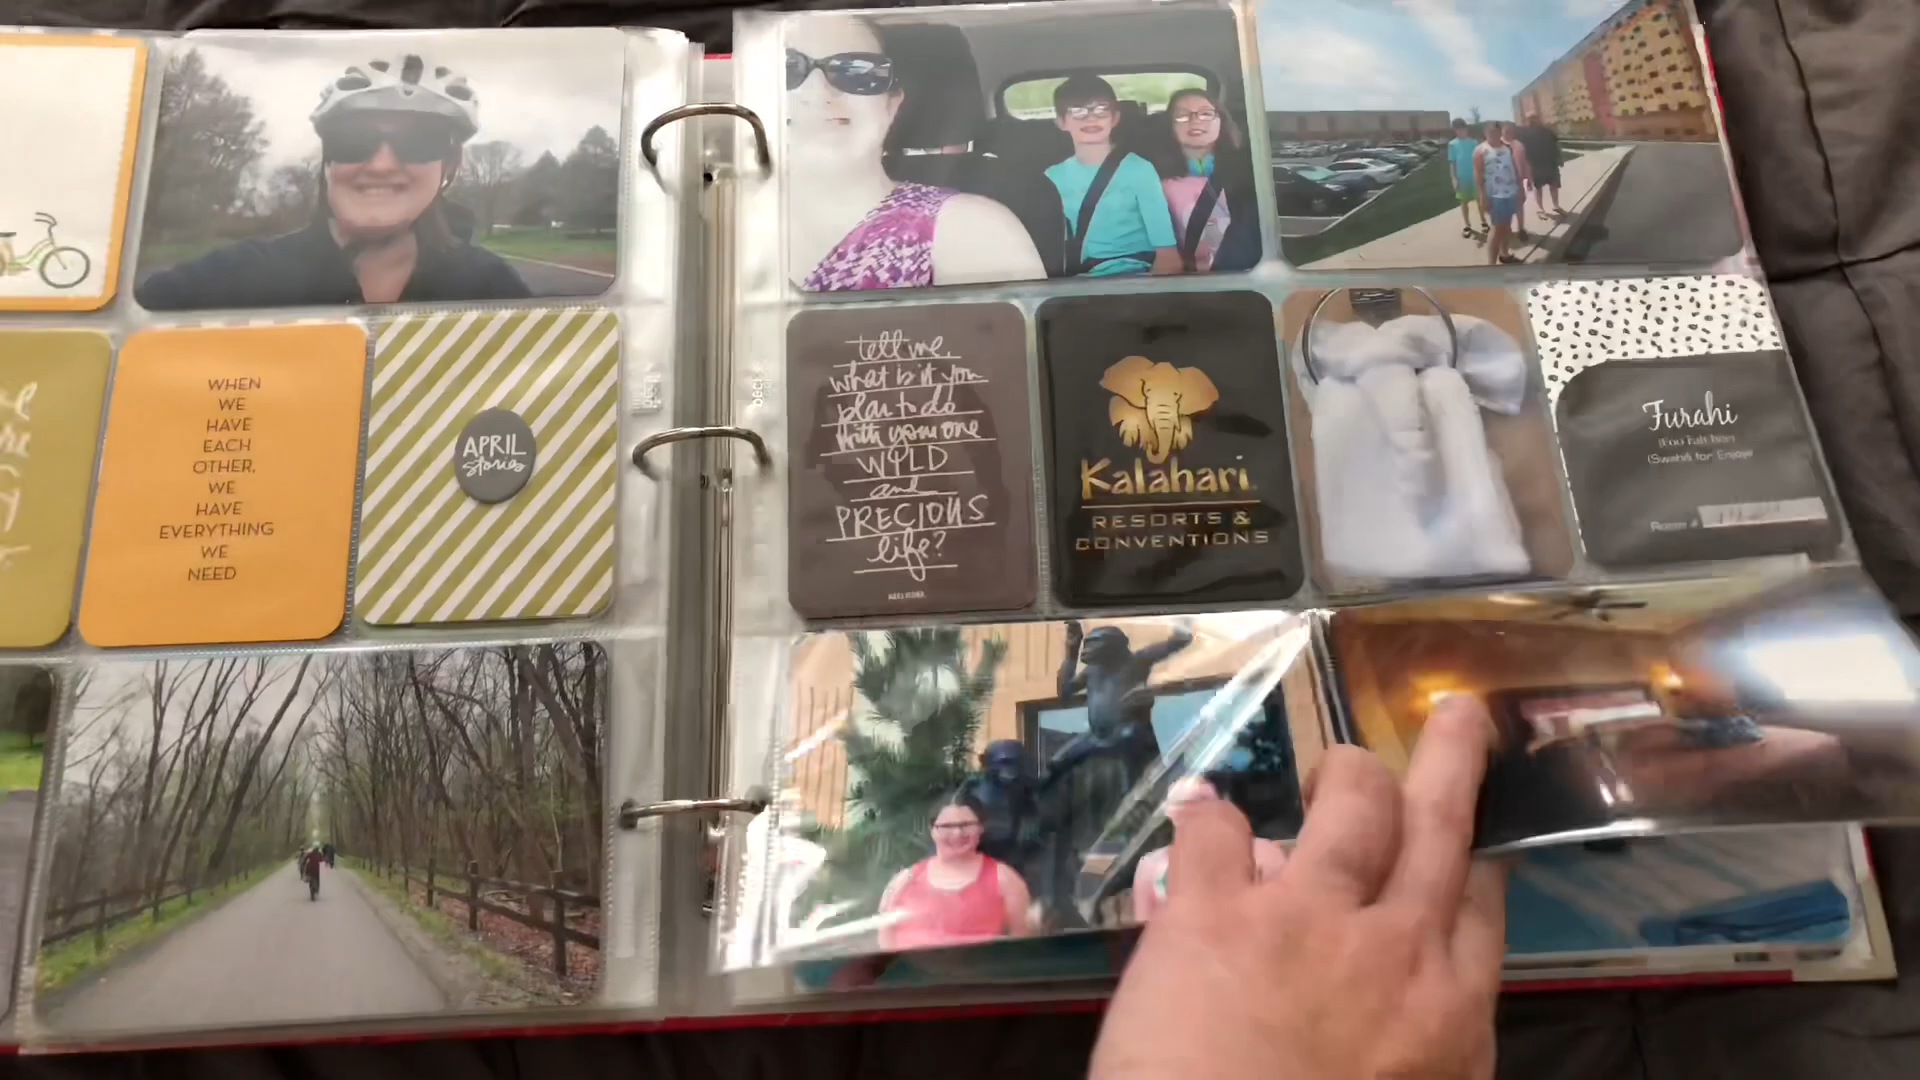 WHEN
WE
HAVE
EACH
OTHER,
WE
HAVE
EVERYTHING
WE
NEED
APRIL
stories
tell me,
what is it you
plan to do
with your one
WILD
and
PRECIOUS
life?
Kalahari
RESORTS &
CONVENTIONS
Furahi
(Swahili for Enjoy)
Room #